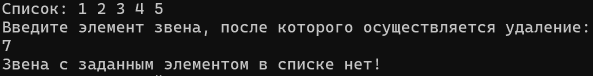 Список: 1 2 3 4 5
Введите элемент звена, после которого осуществляется удаление:
7
Звена с заданным элементом в списке нет!